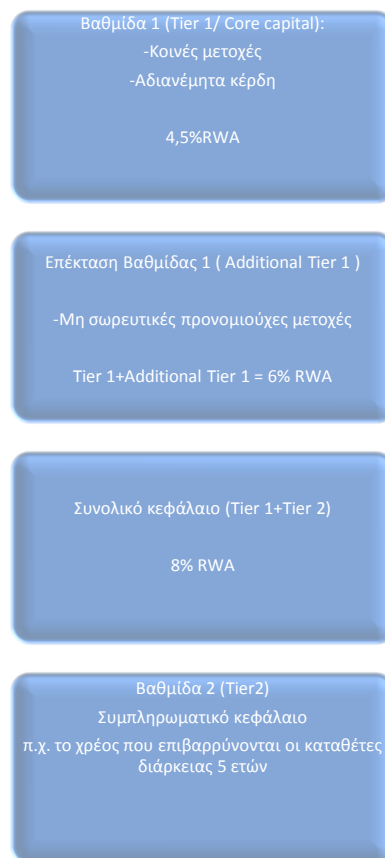 Βαθμίδα 1 (Tier 1/ Core capital):
-Κοινές μετοχές
-Αδιανέμητα κέρδη
4,5%RWA
Επέκταση Βαθμίδας 1 ( Additional Tier 1 )
-Μη σωρευτικές προνομιούχες μετοχές
Tier 1+Additional Tier 1 = 6% RWA
Συνολικό κεφάλαιο (Tier 1+Tier 2)
8% RWA
Βαθμίδα 2 (Tier2)
Συμπληρωματικό κεφάλαιο
π.χ. το χρέος που επιβαρρύνονται οι καταθέτες
διάρκειας 5 ετών